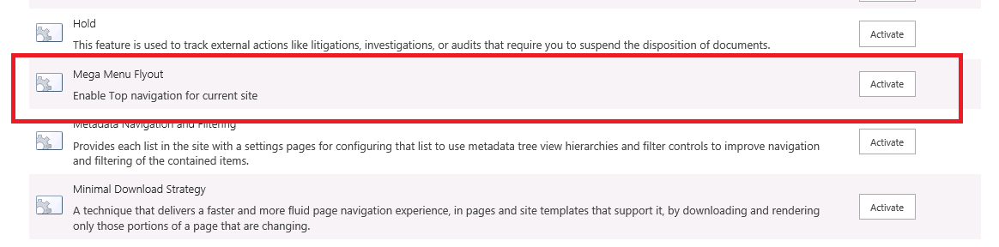 Hold
Activate
This feature is used to track external actions like litigations, investigations, or audits that require you to suspend the disposition of documents.
Mega Menu Flyout
Activate
Enable Top navigation for current site
Metadata Navigation and Filtering
Activate
Provides each list in the site with a settings pages for configuring that list to use metadata tree view hierarchies and filter controls to improve navigation
and filtering of the contained items.
Minimal Download Strategy
Activate
A technique that delivers a faster and more fluid page navigation experience, in pages and site templates that support it, by downloading and rendering
only those portions of a page that are changing.